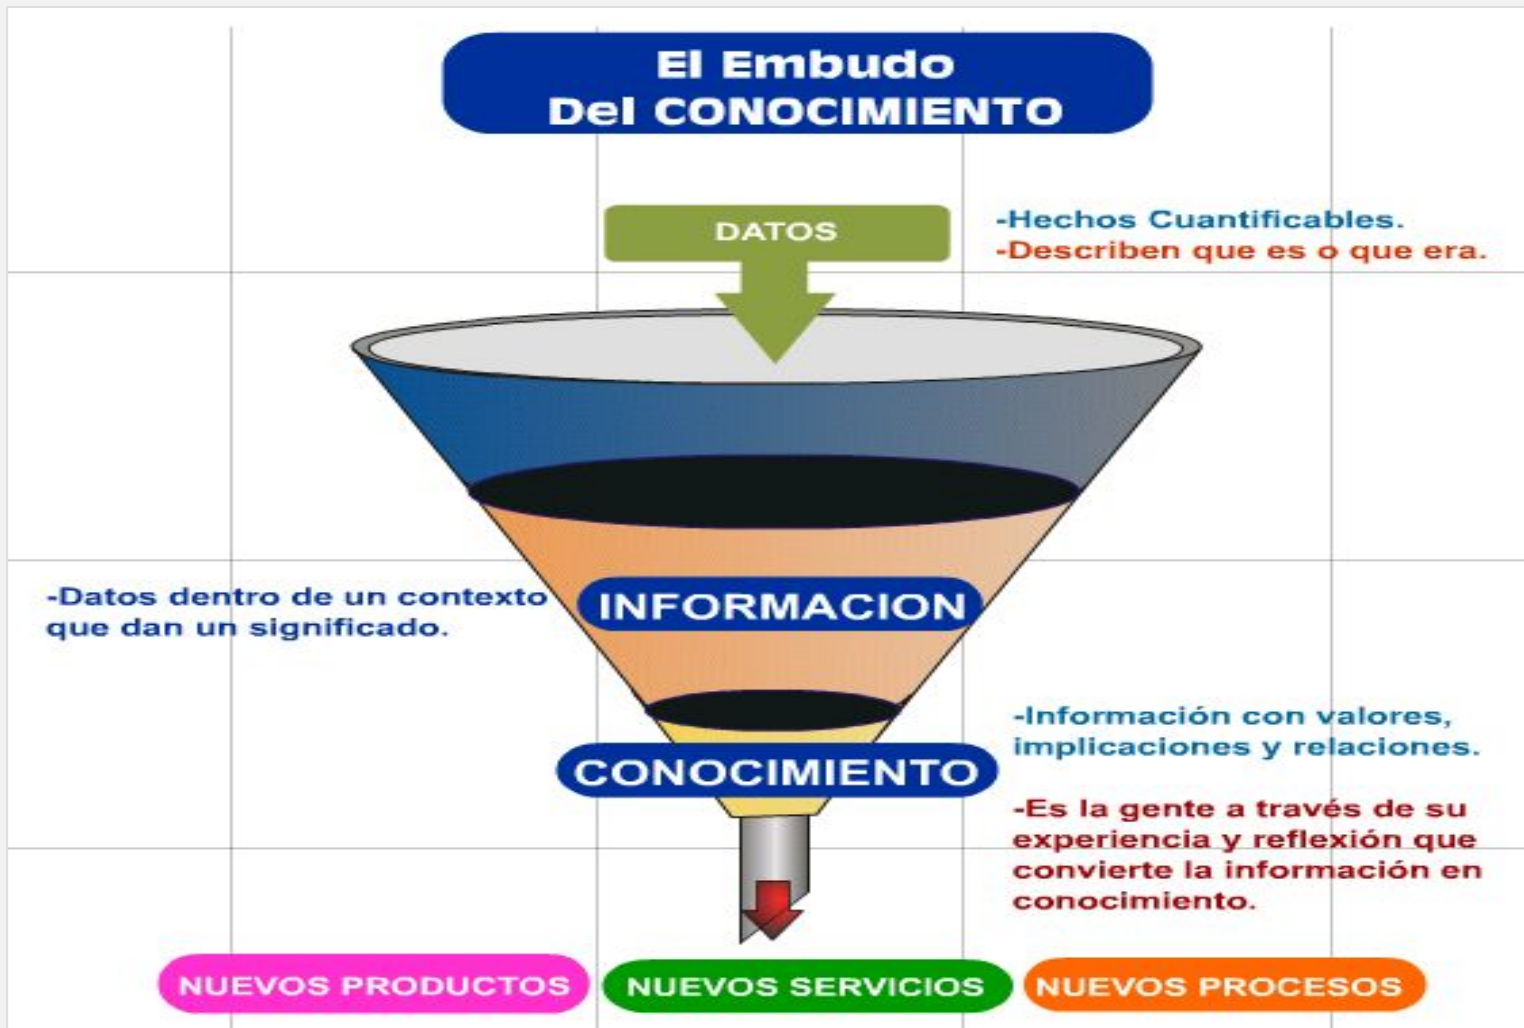 El Embudo
Del CONOCIMIENTO
DATOS
-Hechos Cuantificables.
-Describen que es o que era.
-Datos dentro de un contexto
que dan un significado.
INFORMACION
-Información con valores,
implicaciones y relaciones.
CONOCIMIENTO
-Es la gente a través de su
experiencia y reflexión que
convierte la información en
conocimiento.
NUEVOS PRODUCTOS
NUEVOS SERVICIOS
NUEVOS PROCESOS